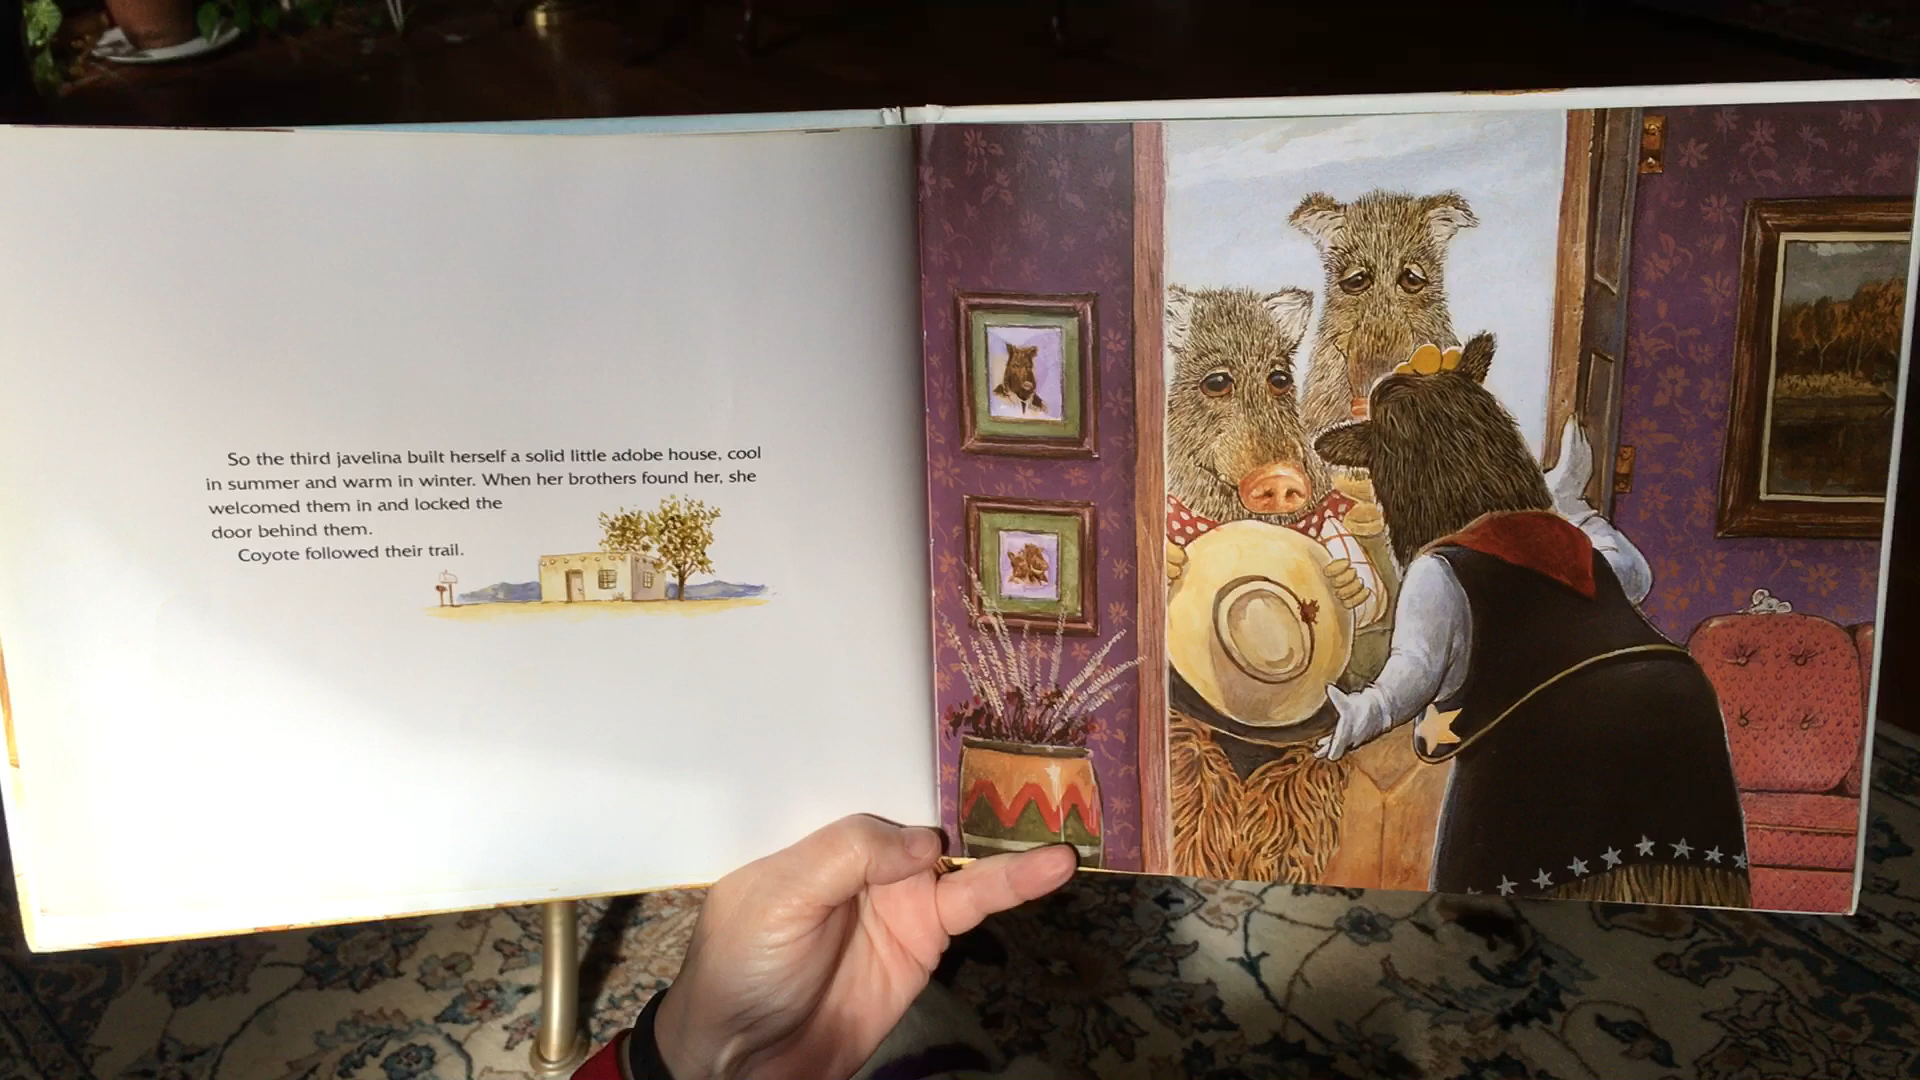 So the third javelina built herself a solid little adobe house, cool
in summer and warm in winter. When her brothers found her, she
welcomed them in and locked the
door behind them.
Coyote followed their trail.